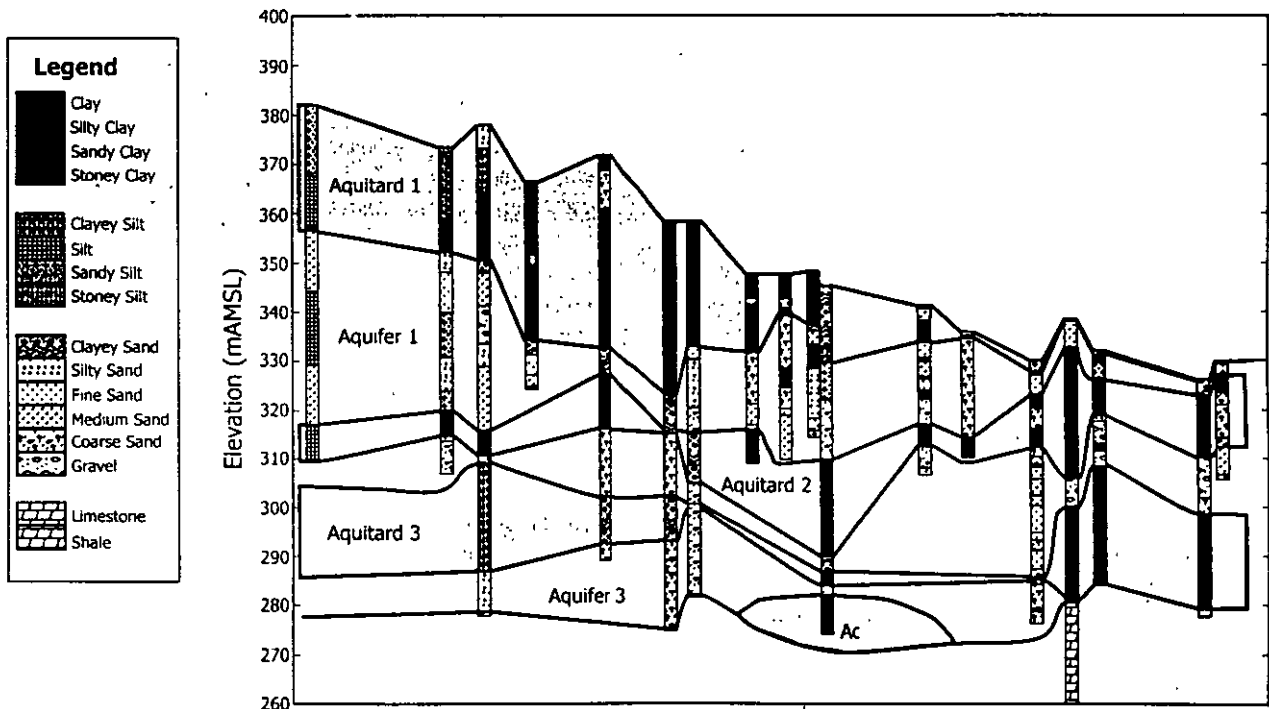 Legend
Clay
Silty Clay
Sandy Clay
Stoney Clay
Clayey Silt
Silt
Sandy Silt
Stoney Silt
Clayey Sand
Silty Sand
Fine Sand
Medium Sand
Coarse Sand
Gravel
Limestone
Shale
Elevation (mAMSL)
400
390
380
370
360
350
340
330
320
310
300
290
280
270
260
Aquitard 1
Aquifer 1
Aquitard 2
Aquitard 3
Aquifer 3
Ac